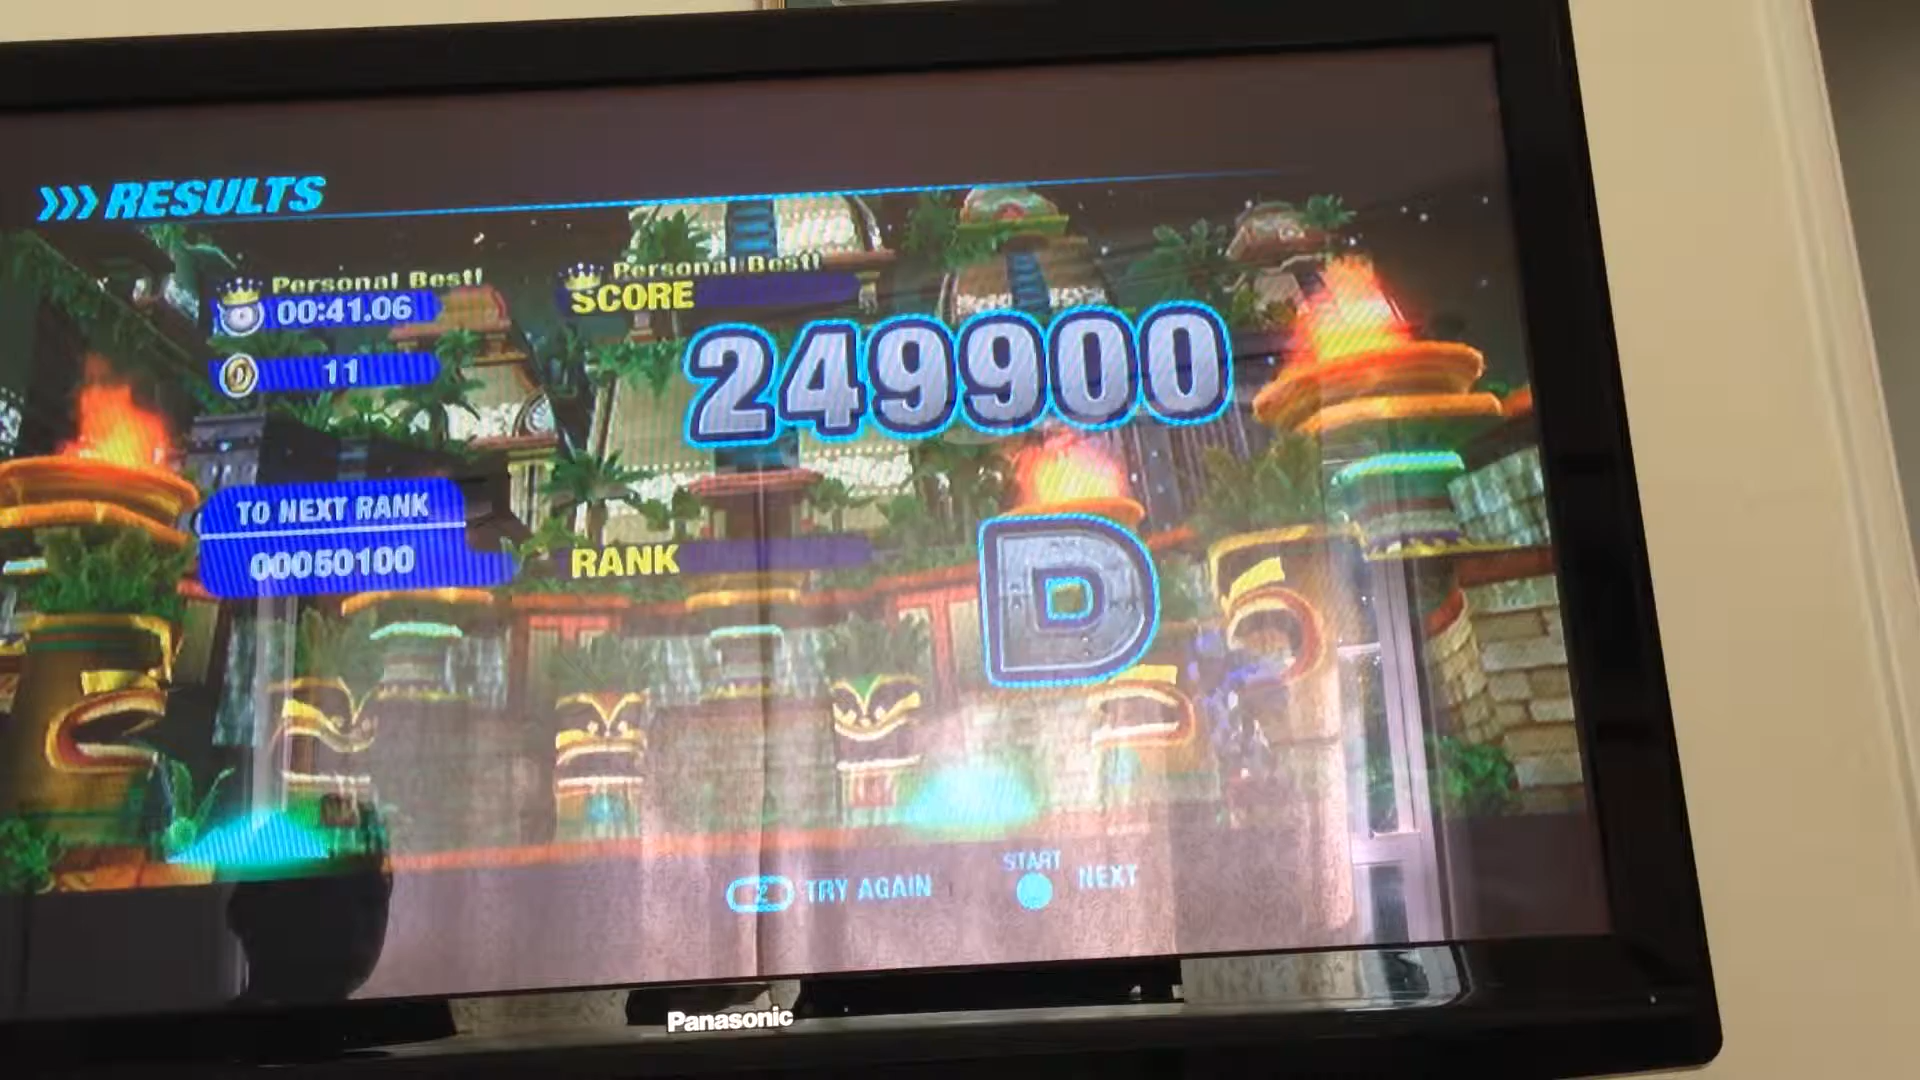 >>> RESULTS
Personal Best!
00:41.06
11
Personal Best!
SCORE
249900
TO NEXT RANK
00050100
RANK
D
TRY AGAIN
START
NEXT
Panasonic